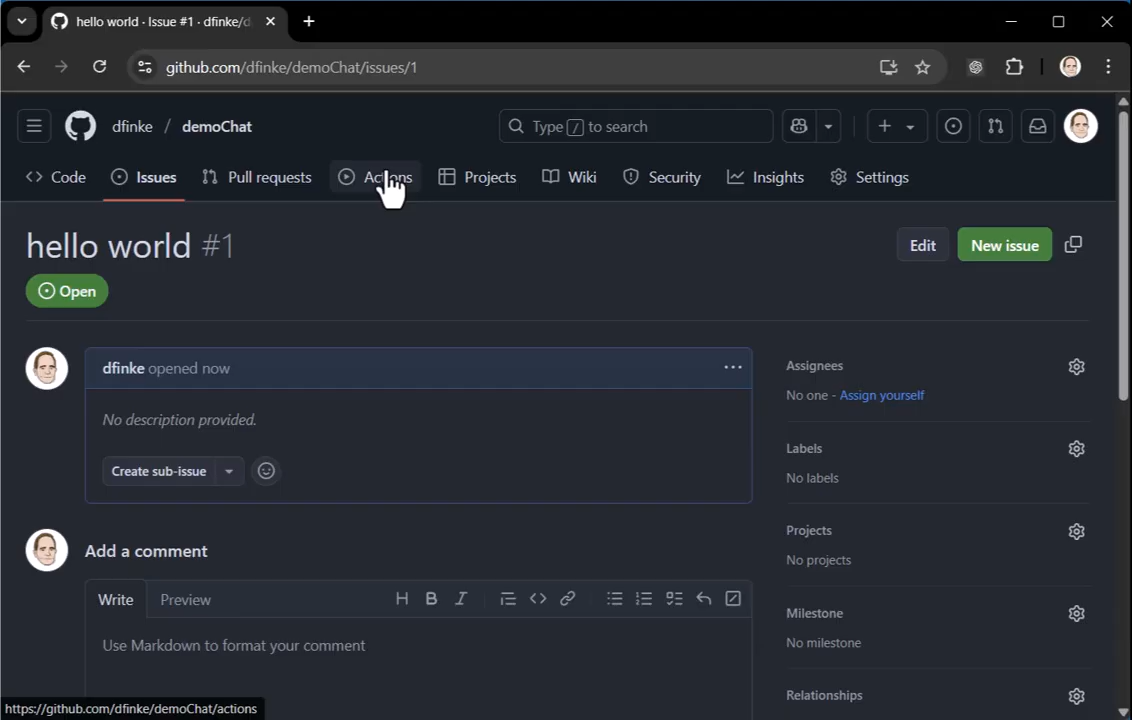 hello world · Issue #1 · dfinke/d
github.com/dfinke/demoChat/issues/1
dfinke / demoChat
Type / to search
Code Issues Pull requests Actions Projects Wiki Security Insights Settings
hello world #1
Edit New issue
Open
dfinke opened now
No description provided.
Create sub-issue
Assignees
No one - Assign yourself
Labels
No labels
Projects
No projects
Milestone
No milestone
Relationships
Add a comment
Write Preview
Use Markdown to format your comment
https://github.com/dfinke/demoChat/actions